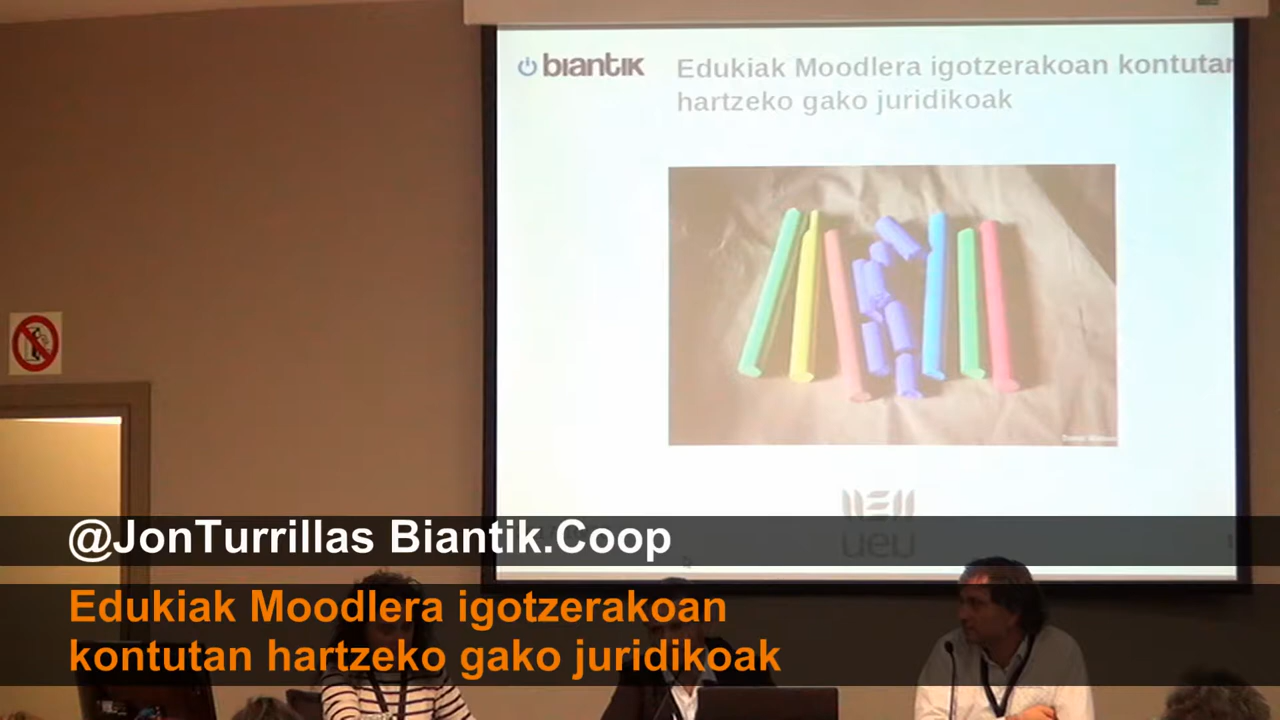 biantik
Edukiak Moodlera igotzerakoan kontutan
hartzeko gako juridikoak
UEU
@JonTurrillas Biantik.Coop
Edukiak Moodlera igotzerakoan
kontutan hartzeko gako juridikoak